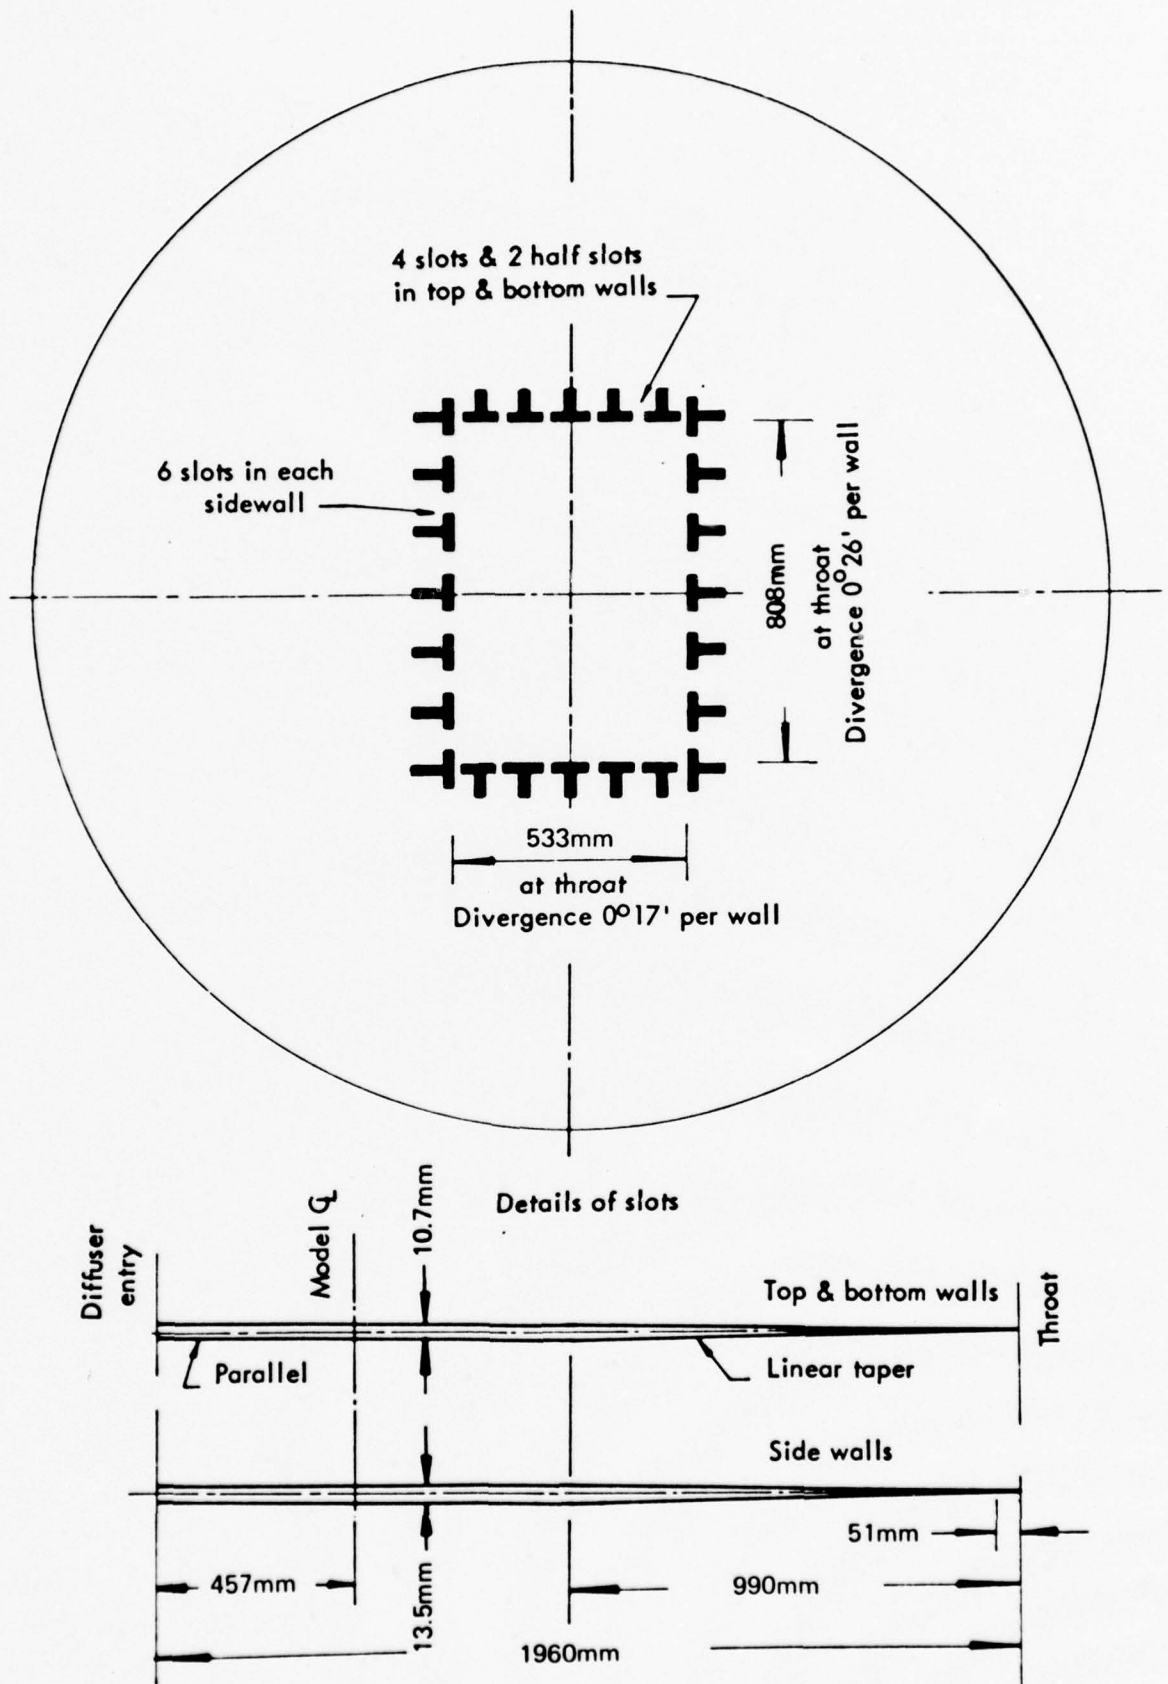 4 slots & 2 half slots
in top & bottom walls
6 slots in each
sidewall
808mm
at throat
Divergence 0°26' per wall
533mm
at throat
Divergence 0°17' per wall
Details of slots
Diffuser
entry
Model ℄
10.7mm
Top & bottom walls
Throat
Parallel
Linear taper
Side walls
51mm
457mm
13.5mm
990mm
1960mm